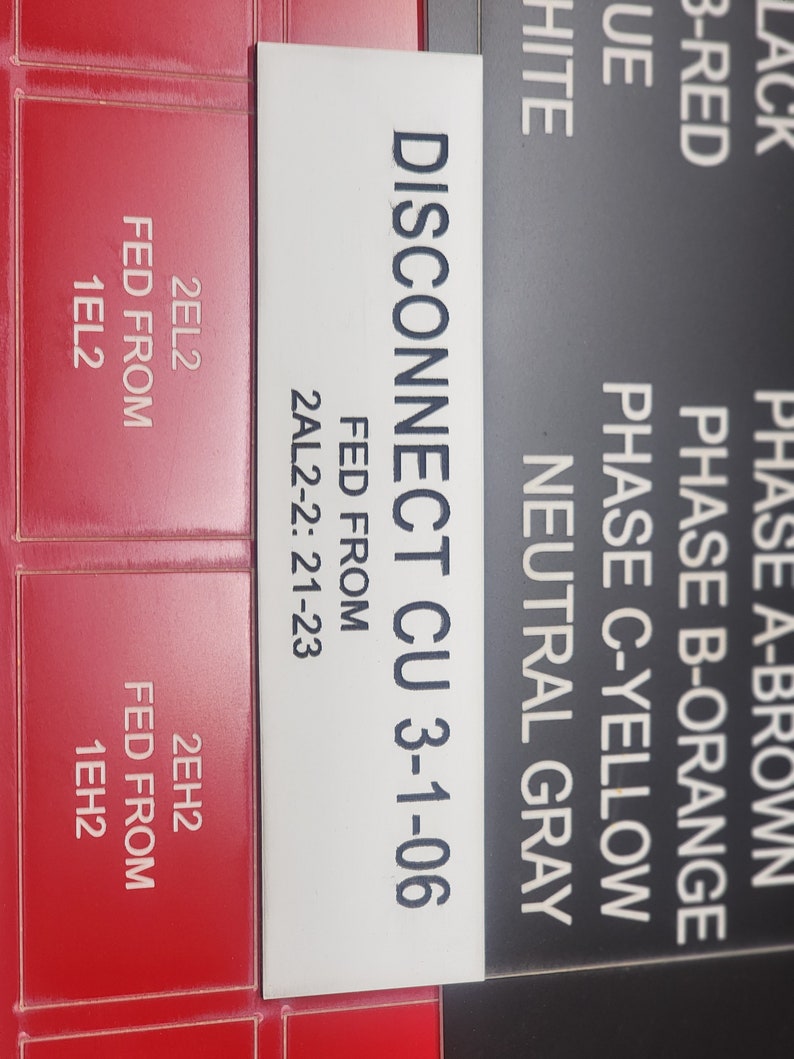 LACK
B-RED
UE
HITE
PHASE A-BROWN
PHASE B-ORANGE
PHASE C-YELLOW
NEUTRAL GRAY
DISCONNECT CU 3-1-06
FED FROM
2AL2-2: 21-23
2EL2
FED FROM
1EL2
2EH2
FED FROM
1EH2